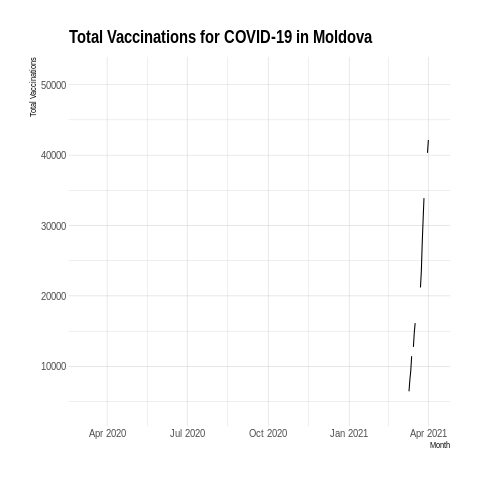 Total Vaccinations for COVID-19 in Moldova
Total Vaccinations
50000
40000
30000
20000
10000
Apr 2020 Jul 2020 Oct 2020 Jan 2021 Apr 2021
Month